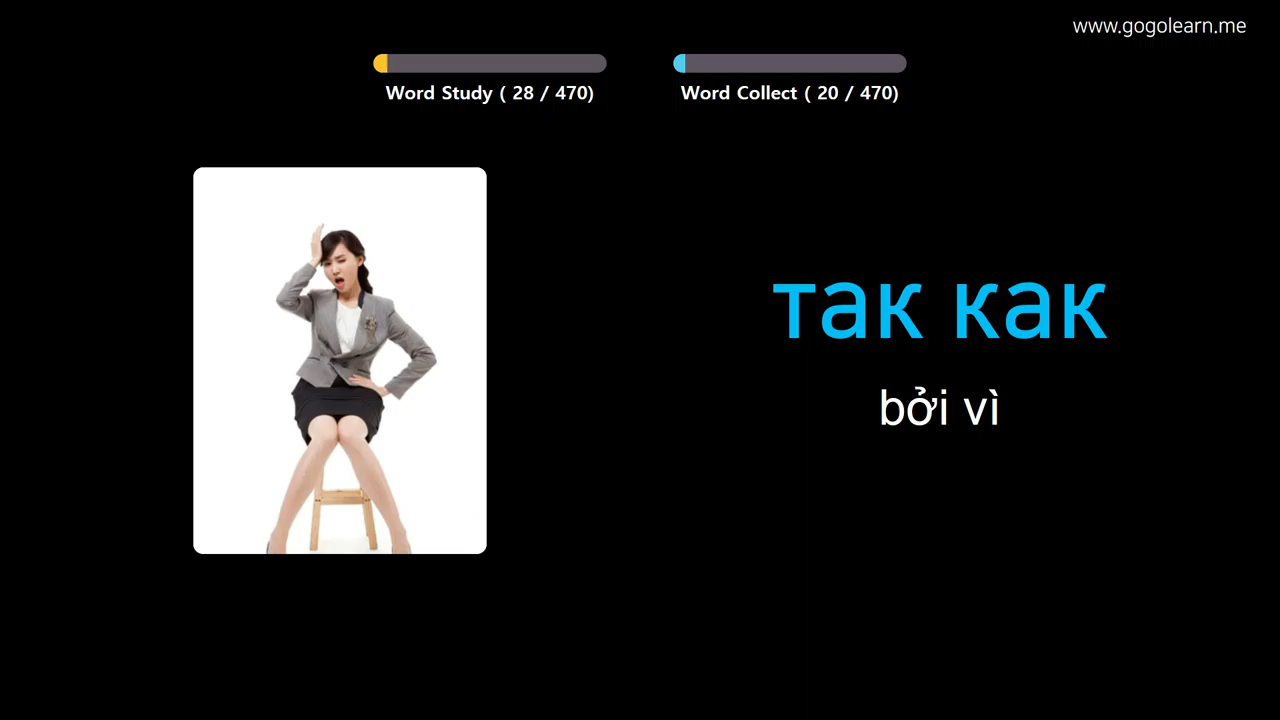 www.gogolearn.me
Word Study ( 28 / 470)
Word Collect ( 20 / 470)
так как
bởi vì